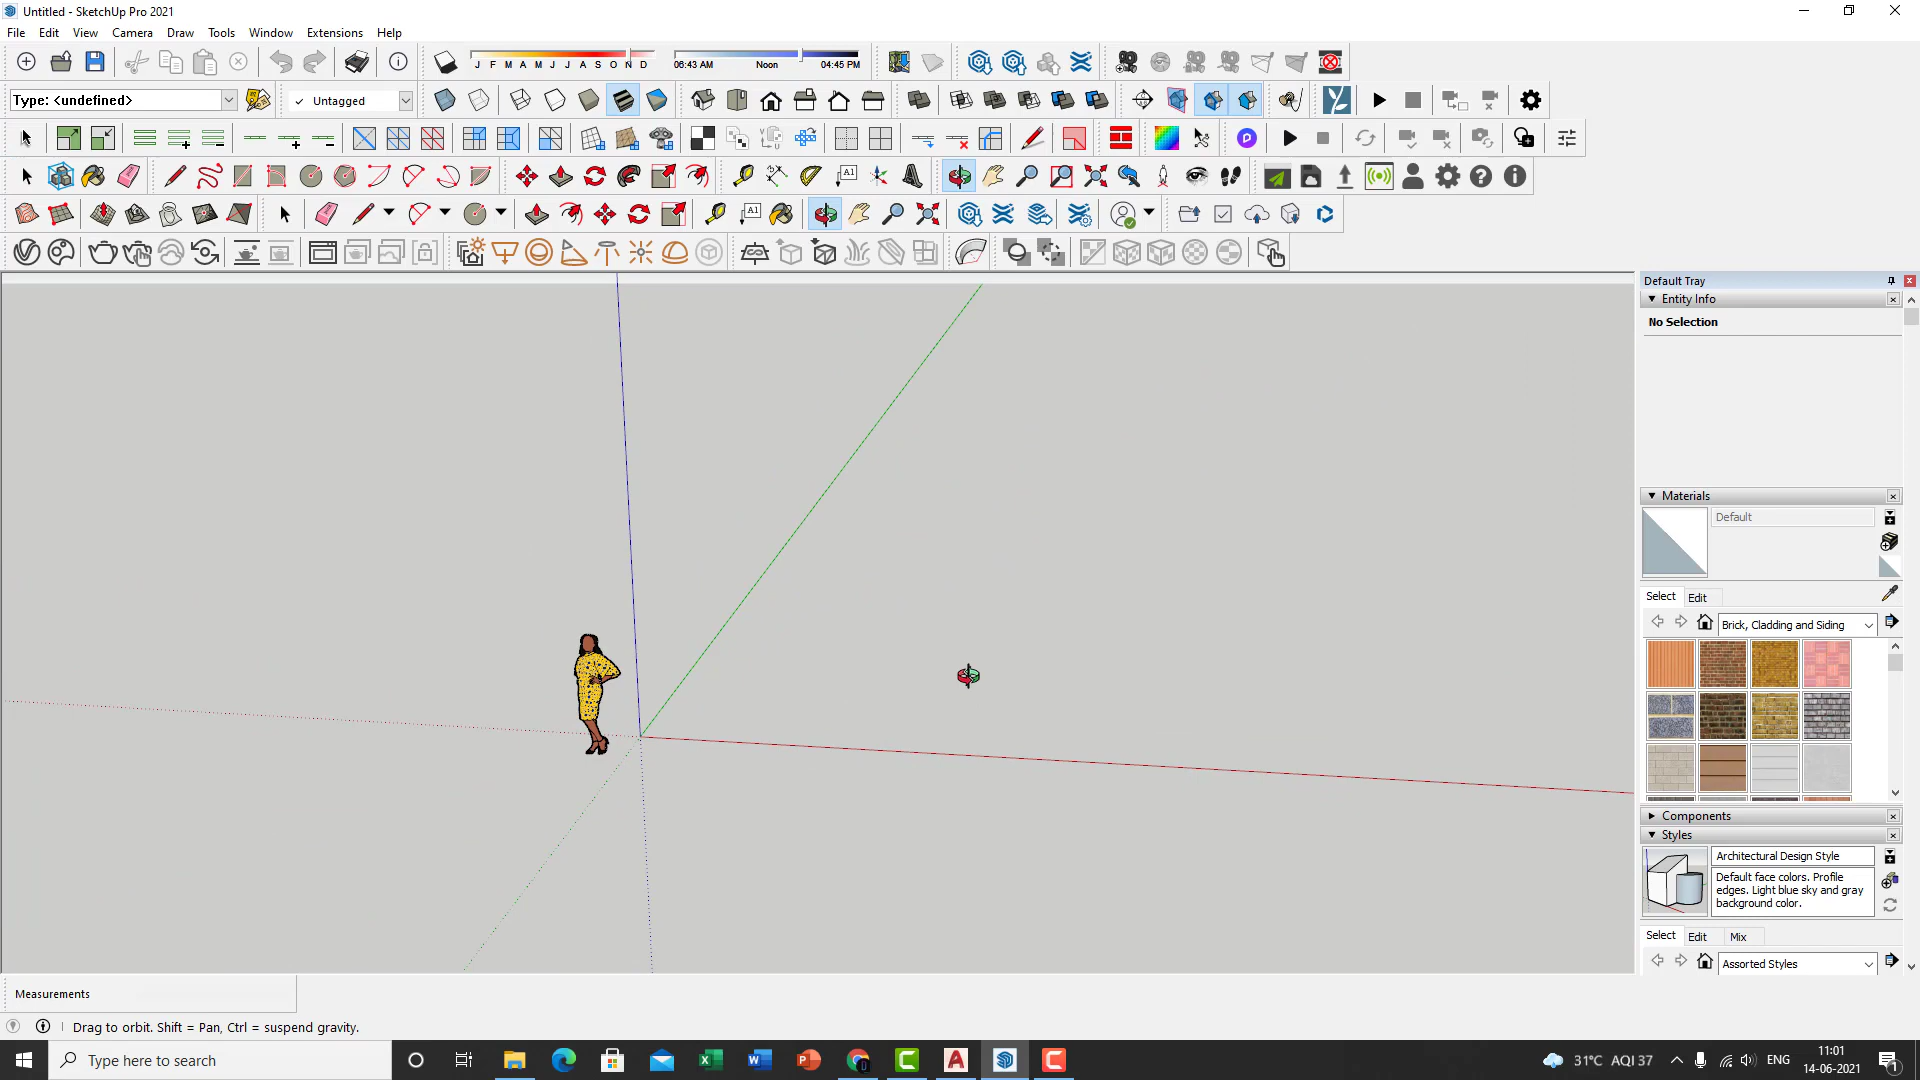 Untitled - SketchUp Pro 2021
File Edit View Camera Draw Tools Window Extensions Help
J F M A M J J A S O N D
06:43 AM Noon 04:45 PM
Type: <undefined>
Untagged
A1
A1
Default Tray
Entity Info
No Selection
Materials
Default
Select Edit
Brick, Cladding and Siding
Components
Styles
Architectural Design Style
Default face colors. Profile
edges. Light blue sky and gray
background color.
Select Edit Mix
Assorted Styles
Measurements
Drag to orbit. Shift = Pan, Ctrl = suspend gravity.
Type here to search
31°C AQI 37
ENG
11:01
14-06-2021
1